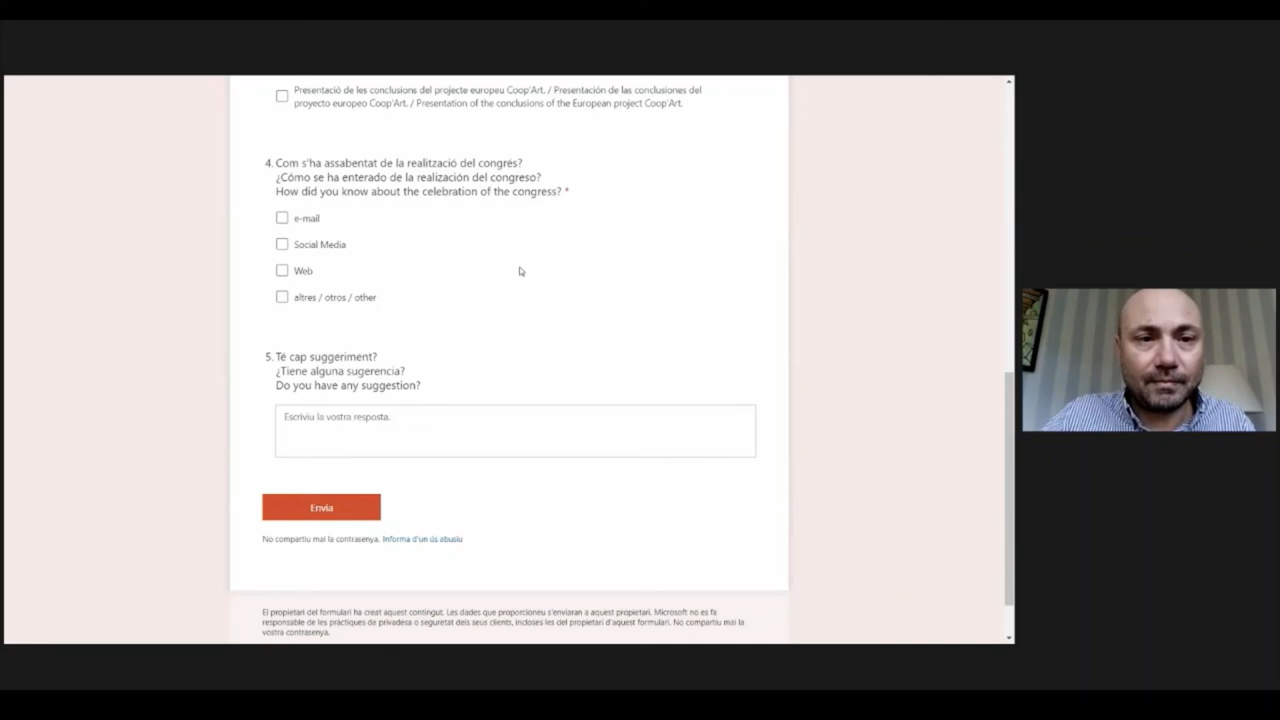 Presentació de les conclusions del projecte europeu Coop'Art. / Presentación de las conclusiones del
proyecto europeo Coop'Art. / Presentation of the conclusions of the European project Coop'Art.
4. Com s'ha assabentat de la realització del congrés?
¿Cómo se ha enterado de la realización del congreso?
How did you know about the celebration of the congress? *
e-mail
Social Media
Web
altres / otros / other
5. Té cap suggeriment?
¿Tiene alguna sugerencia?
Do you have any suggestion?
Escriviu la vostra resposta.
Envia
No compartiu mai la contrasenya. Informa d'un ús abusiu
El propietari del formulari ha creat aquest contingut. Les dades que proporcioneu s'enviaran a aquest propietari. Microsoft no es fa
responsable de les pràctiques de privadesa o seguretat dels seus clients, incloses les del propietari d'aquest formulari. No compartiu mai la
vostra contrasenya.